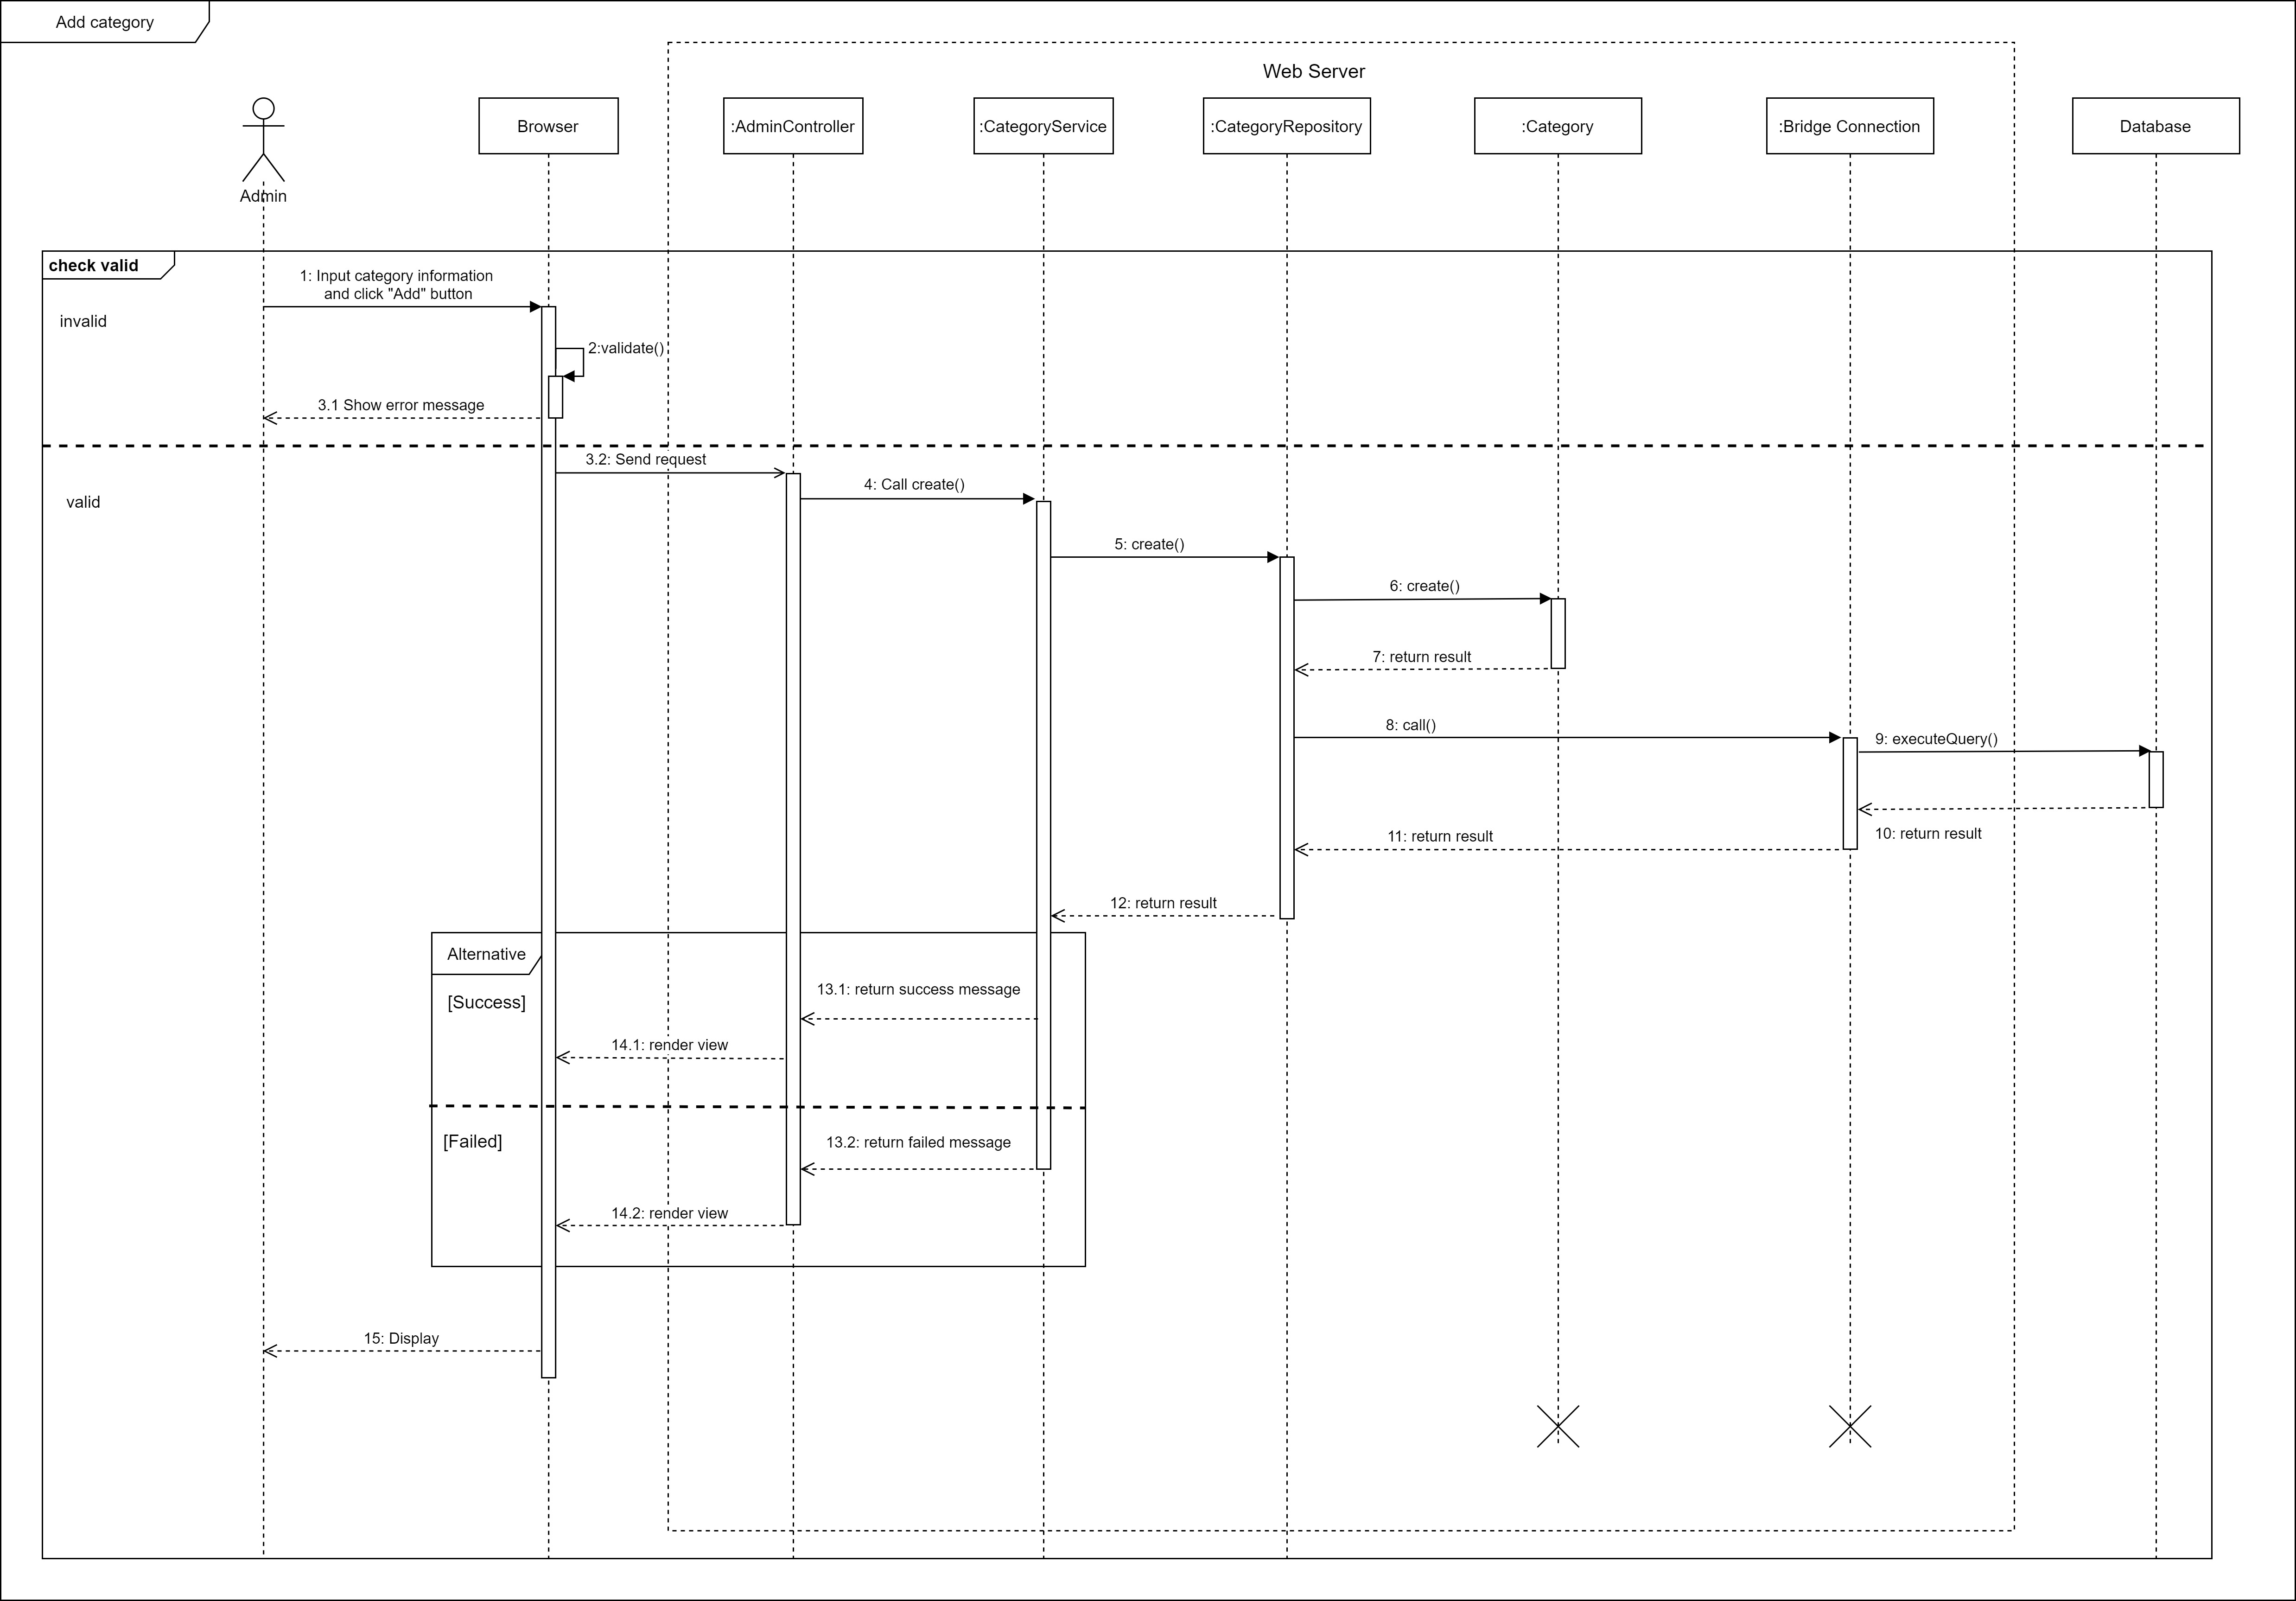 Add category
Web Server
Browser
:AdminController
:CategoryService
:CategoryRepository
:Category
:Bridge Connection
Database
Admin
check valid
1: Input category information
and click "Add" button
invalid
2:validate()
3.1 Show error message
3.2: Send request
4: Call create()
valid
5: create()
6: create()
7: return result
8: call()
9: executeQuery()
10: return result
11: return result
12: return result
Alternative
13.1: return success message
[Success]
14.1: render view
[Failed]
13.2: return failed message
14.2: render view
15: Display